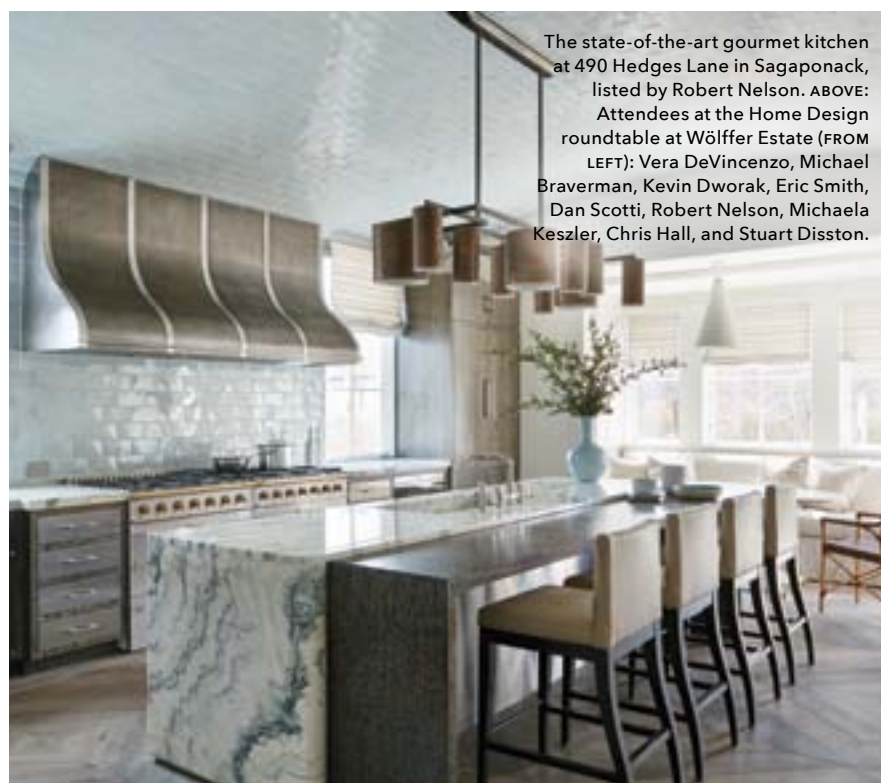 The state-of-the-art gourmet kitchen
at 490 Hedges Lane in Sagaponack,
listed by Robert Nelson. ABOVE:
Attendees at the Home Design
roundtable at Wölffer Estate (FROM
LEFT): Vera DeVincenzo, Michael
Braverman, Kevin Dworak, Eric Smith,
Dan Scotti, Robert Nelson, Michaela
Keszler, Chris Hall, and Stuart Disston.